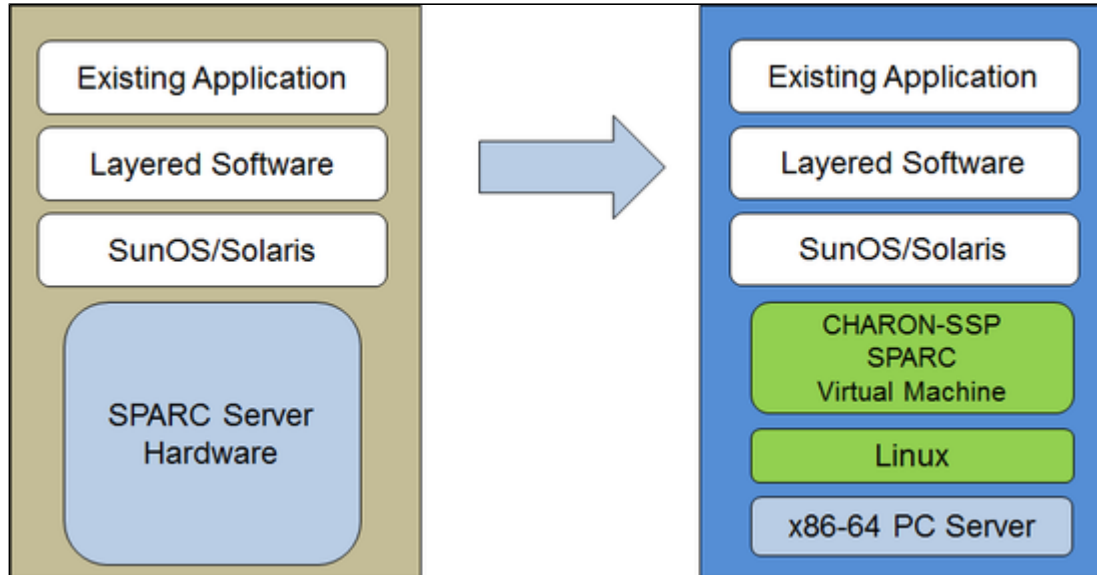 Existing Application
Layered Software
SunOS/Solaris
SPARC Server
Hardware
Existing Application
Layered Software
SunOS/Solaris
CHARON-SSP
SPARC
Virtual Machine
Linux
x86-64 PC Server